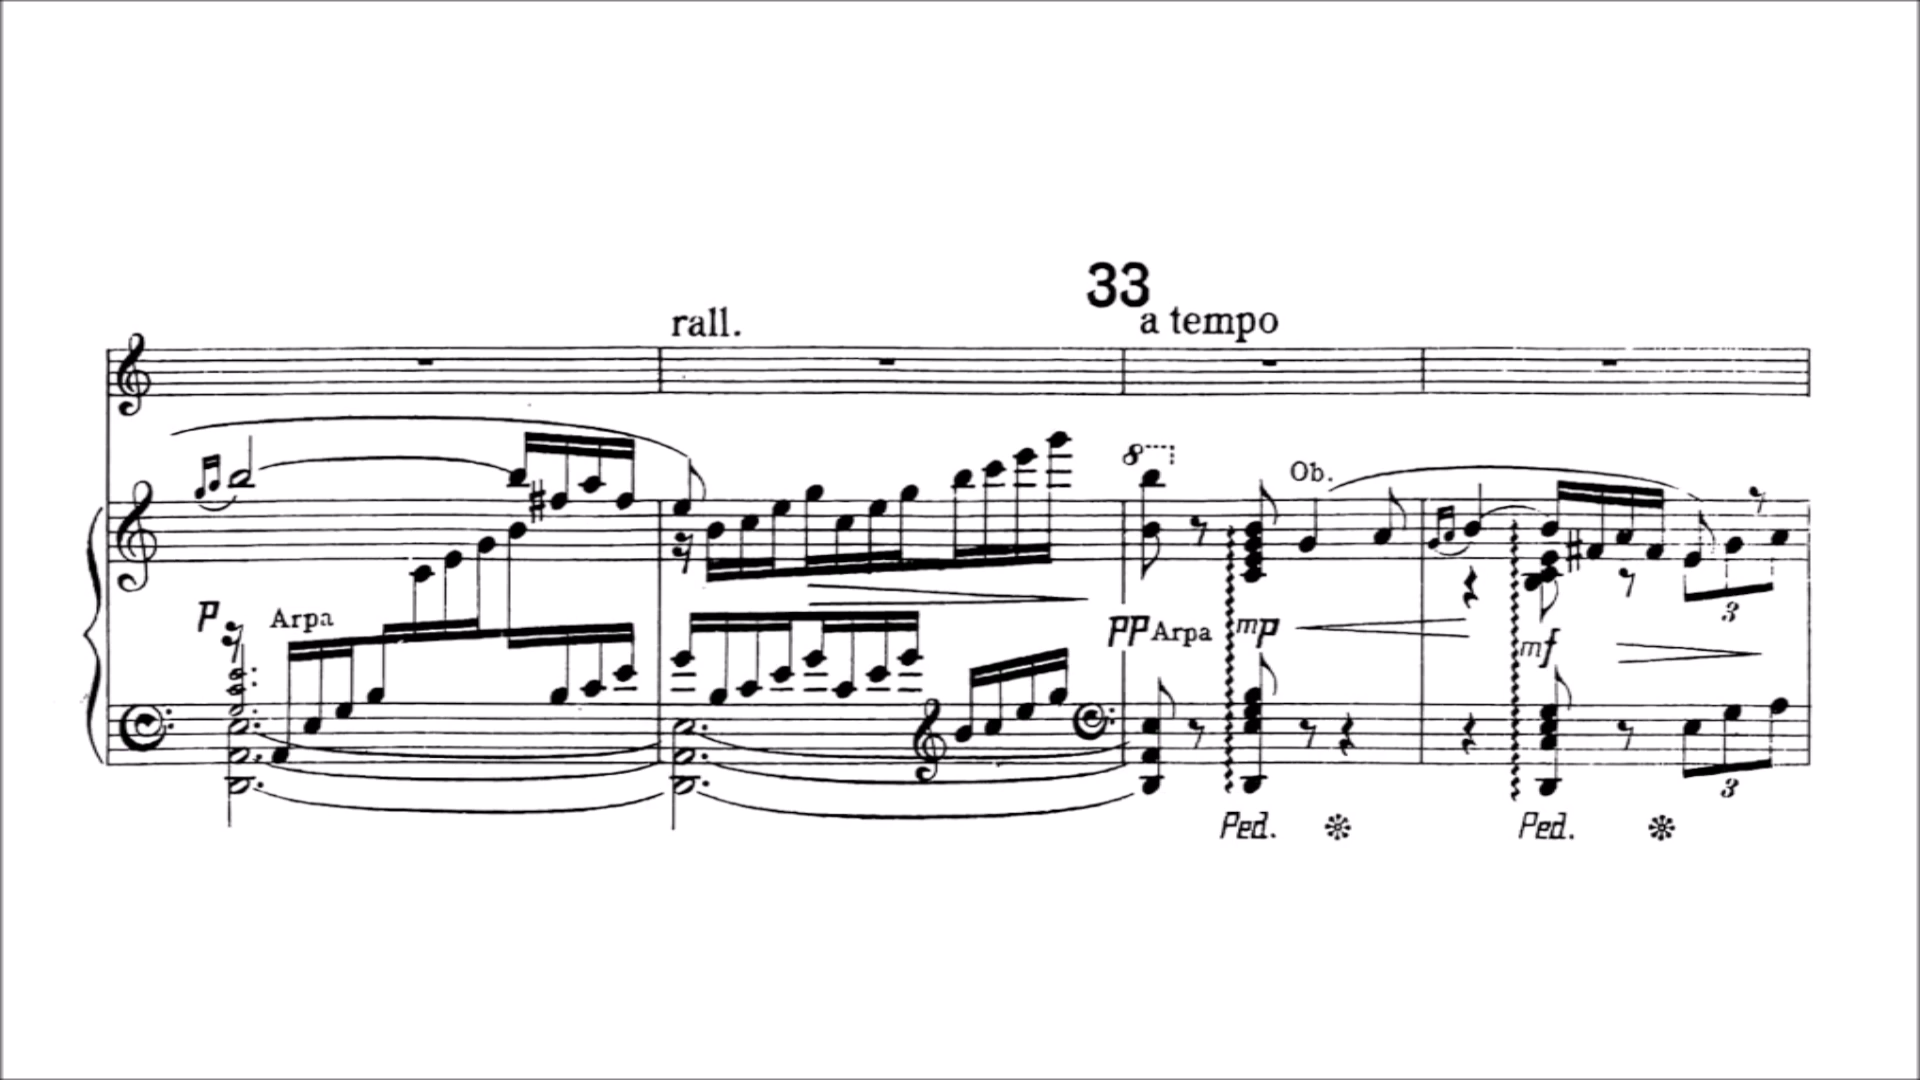 33
rall.
a tempo
8
Ob.
p
Arpa
pp Arpa
mp
mf
3
3
Ped.
Ped.